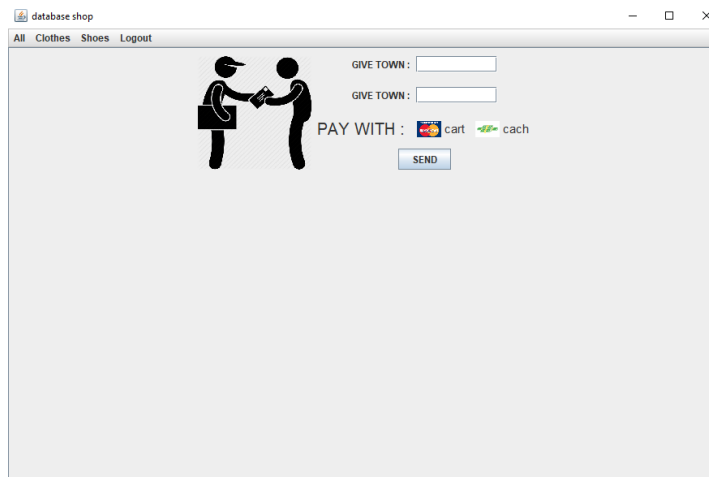 database shop
All Clothes Shoes Logout
GIVE TOWN :
GIVE TOWN :
PAY WITH : cart cach
SEND